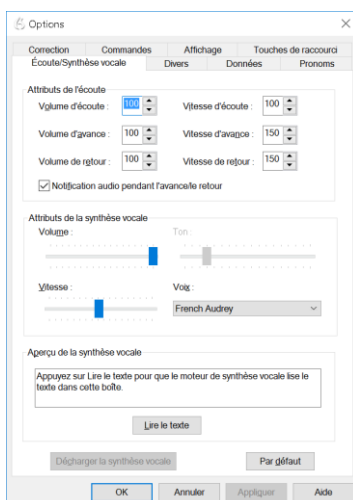 Options
Correction Commandes Affichage Touches de raccourci
Écoute/Synthèse vocale Divers Données Pronoms
Attributs de l'écoute
Volume d'écoute : 100 Vitesse d'écoute : 100
Volume d'avance : 100 Vitesse d'avance : 150
Volume de retour : 100 Vitesse de retour : 150
Notification audio pendant l'avance/le retour
Attributs de la synthèse vocale
Volume : Ton :
Vitesse : Voix :
French Audrey
Aperçu de la synthèse vocale
Appuyez sur Lire le texte pour que le moteur de synthèse vocale lise le
texte dans cette boîte.
Lire le texte
Décharger la synthèse vocale Par défaut
OK Annuler Appliquer Aide